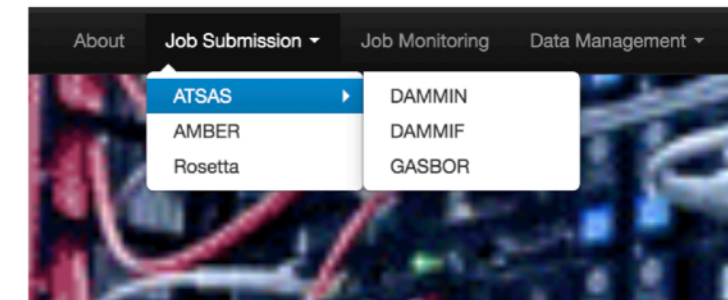 About Job Submission Job Monitoring Data Management
ATSAS DAMMIN
AMBER DAMMIF
Rosetta GASBOR